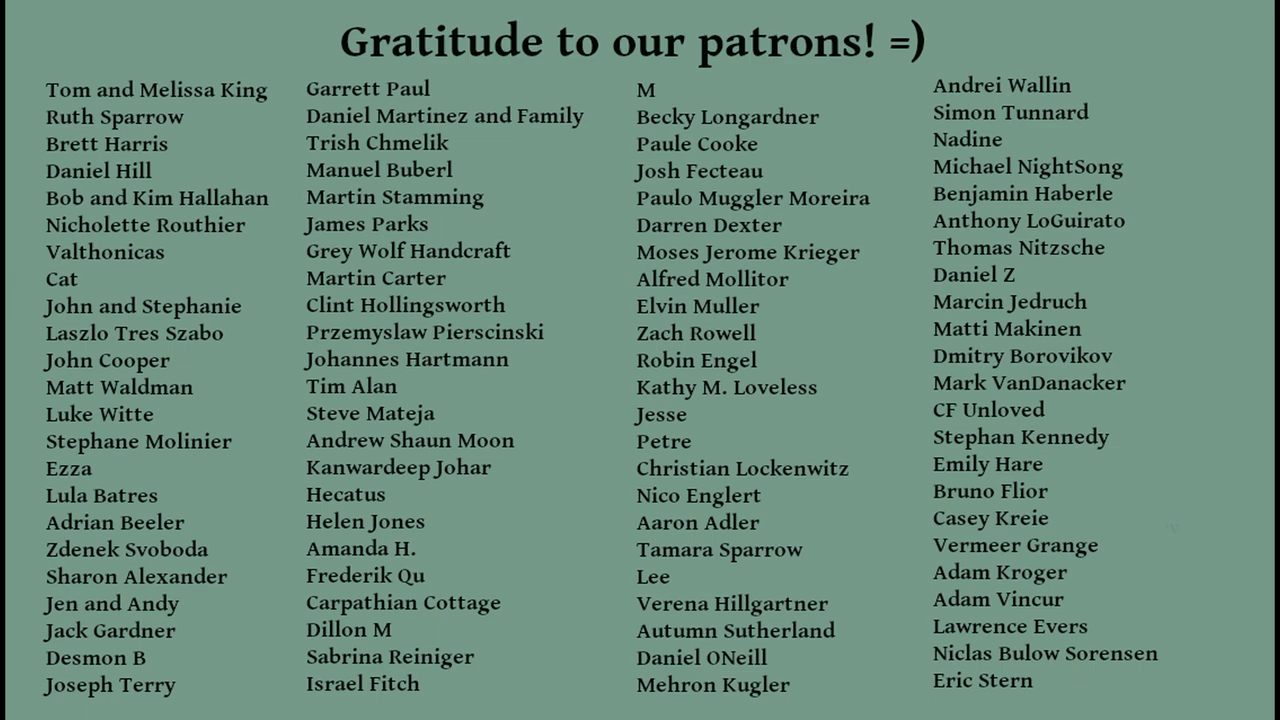 Gratitude to our patrons! =)
Tom and Melissa King
Ruth Sparrow
Brett Harris
Daniel Hill
Bob and Kim Hallahan
Nicholette Routhier
Valthonicas
Cat
John and Stephanie
Laszlo Tres Szabo
John Cooper
Matt Waldman
Luke Witte
Stephane Molinier
Ezza
Lula Batres
Adrian Beeler
Zdenek Svoboda
Sharon Alexander
Jen and Andy
Jack Gardner
Desmon B
Joseph Terry
Garrett Paul
Daniel Martinez and Family
Trish Chmelik
Manuel Buberl
Martin Stamming
James Parks
Grey Wolf Handcraft
Martin Carter
Clint Hollingsworth
Przemyslaw Pierscinski
Johannes Hartmann
Tim Alan
Steve Mateja
Andrew Shaun Moon
Kanwardeep Johar
Hecatus
Helen Jones
Amanda H.
Frederik Qu
Carpathian Cottage
Dillon M
Sabrina Reiniger
Israel Fitch
M
Becky Longardner
Paule Cooke
Josh Fecteau
Paulo Muggler Moreira
Darren Dexter
Moses Jerome Krieger
Alfred Mollitor
Elvin Muller
Zach Rowell
Robin Engel
Kathy M. Loveless
Jesse
Petre
Christian Lockenwitz
Nico Englert
Aaron Adler
Tamara Sparrow
Lee
Verena Hillgartner
Autumn Sutherland
Daniel ONeill
Mehron Kugler
Andrei Wallin
Simon Tunnard
Nadine
Michael NightSong
Benjamin Haberle
Anthony LoGuirato
Thomas Nitzsche
Daniel Z
Marcin Jedruch
Matti Makinen
Dmitry Borovikov
Mark VanDanacker
CF Unloved
Stephan Kennedy
Emily Hare
Bruno Flior
Casey Kreie
Vermeer Grange
Adam Kroger
Adam Vincur
Lawrence Evers
Niclas Bulow Sorensen
Eric Stern